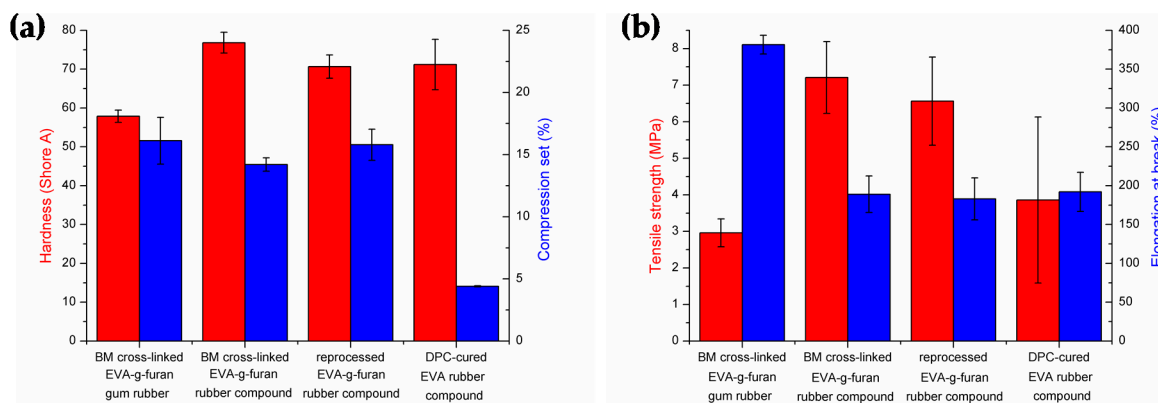 (a)
80
70
60
50
40
30
20
10
0
Hardness (Shore A)
25
20
15
10
5
0
Compression set (%)
BM cross-linked
EVA-g-furan
gum rubber
BM cross-linked
EVA-g-furan
rubber compound
reprocessed
EVA-g-furan
rubber compound
DPC-cured
EVA rubber
compound
(b)
8
7
6
5
4
3
2
1
0
Tensile strength (MPa)
400
350
300
250
200
150
100
50
0
Elongation at break (%)
BM cross-linked
EVA-g-furan
gum rubber
BM cross-linked
EVA-g-furan
rubber compound
reprocessed
EVA-g-furan
rubber compound
DPC-cured
EVA rubber
compound